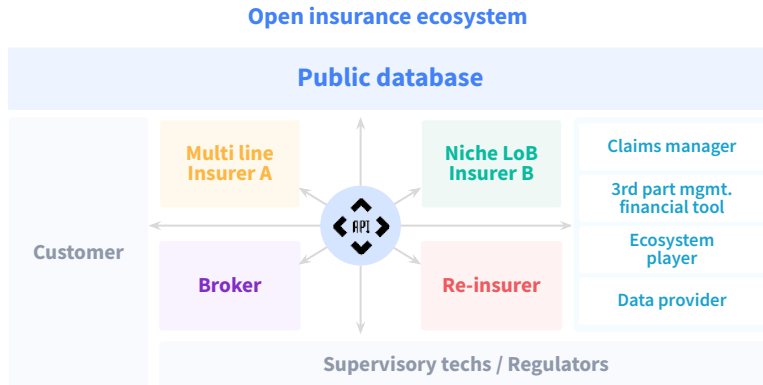 Open insurance ecosystem
Public database
Multi line
Insurer A
Niche LoB
Insurer B
Claims manager
3rd part mgmt.
financial tool
API
Customer
Ecosystem
player
Broker
Re-insurer
Data provider
Supervisory techs / Regulators